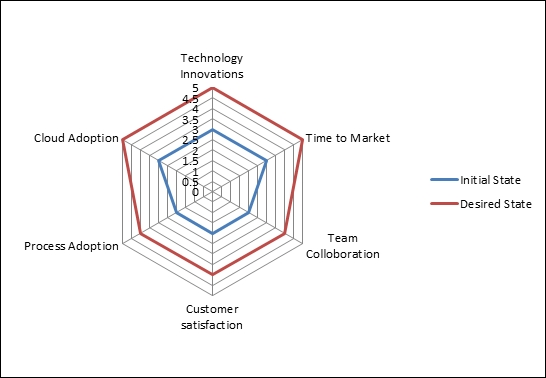 Technology
Innovations
5
4.5
4
3.5
3
2.5
2
1.5
1
0.5
0
Cloud Adoption
Time to Market
Process Adoption
Team
Colloboration
Customer
satisfaction
Initial State
Desired State